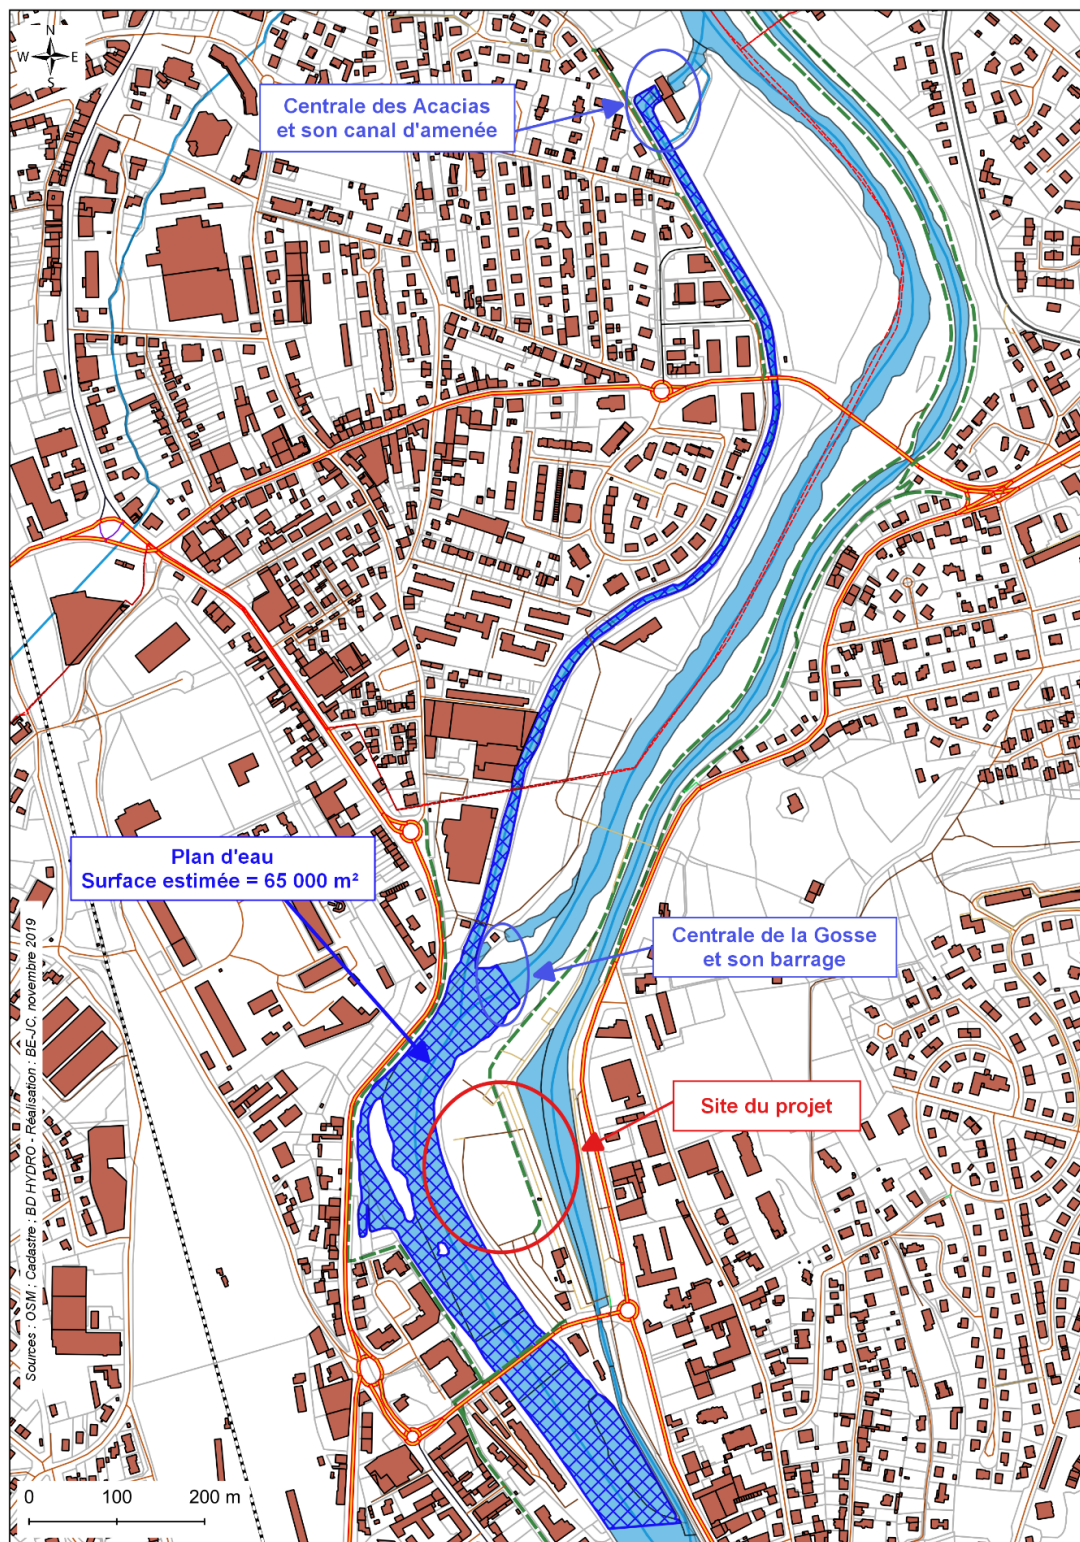 N
W E
S
Centrale des Acacias
et son canal d'amenée
Plan d'eau
Surface estimée = 65 000 m²
Centrale de la Gosse
et son barrage
Site du projet
Sources : OSM ; Cadastre ; BD HYDRO - Réalisation : BE-JC, novembre 2019
0 100 200 m